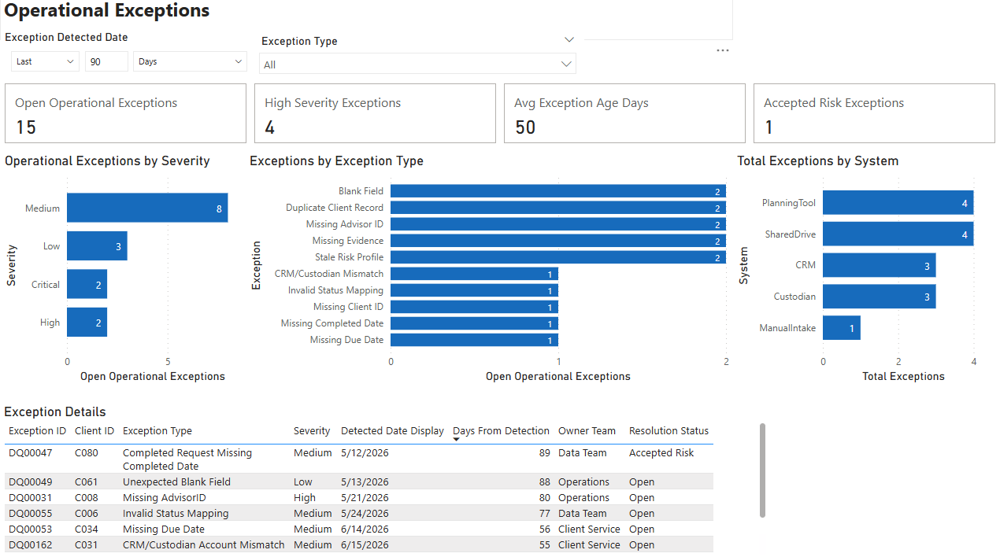 Operational Exceptions
Exception Detected Date
Exception Type
Last 90 Days
All
Open Operational Exceptions
15
High Severity Exceptions
4
Avg Exception Age Days
50
Accepted Risk Exceptions
1
Operational Exceptions by Severity
Severity
Medium 8
Low 3
Critical 2
High 2
0 5
Open Operational Exceptions
Exceptions by Exception Type
Exception
Blank Field 2
Duplicate Client Record 2
Missing Advisor ID 2
Missing Evidence 2
Stale Risk Profile 2
CRM/Custodian Mismatch 1
Invalid Status Mapping 1
Missing Client ID 1
Missing Completed Date 1
Missing Due Date 1
0 1 2
Open Operational Exceptions
Total Exceptions by System
System
PlanningTool 4
SharedDrive 4
CRM 3
Custodian 3
ManualIntake 1
0 2 4
Total Exceptions
Exception Details
Exception ID Client ID Exception Type Severity Detected Date Display Days From Detection Owner Team Resolution Status
DQ00047 C080 Completed Request Missing Medium 5/12/2026 89 Data Team Accepted Risk
Completed Date
DQ00049 C061 Unexpected Blank Field Low 5/13/2026 88 Operations Open
DQ00031 C008 Missing AdvisorID High 5/21/2026 80 Operations Open
DQ00055 C006 Invalid Status Mapping Medium 5/24/2026 77 Data Team Open
DQ00053 C034 Missing Due Date Medium 6/14/2026 56 Client Service Open
DQ00162 C031 CRM/Custodian Account Mismatch Medium 6/15/2026 55 Client Service Open